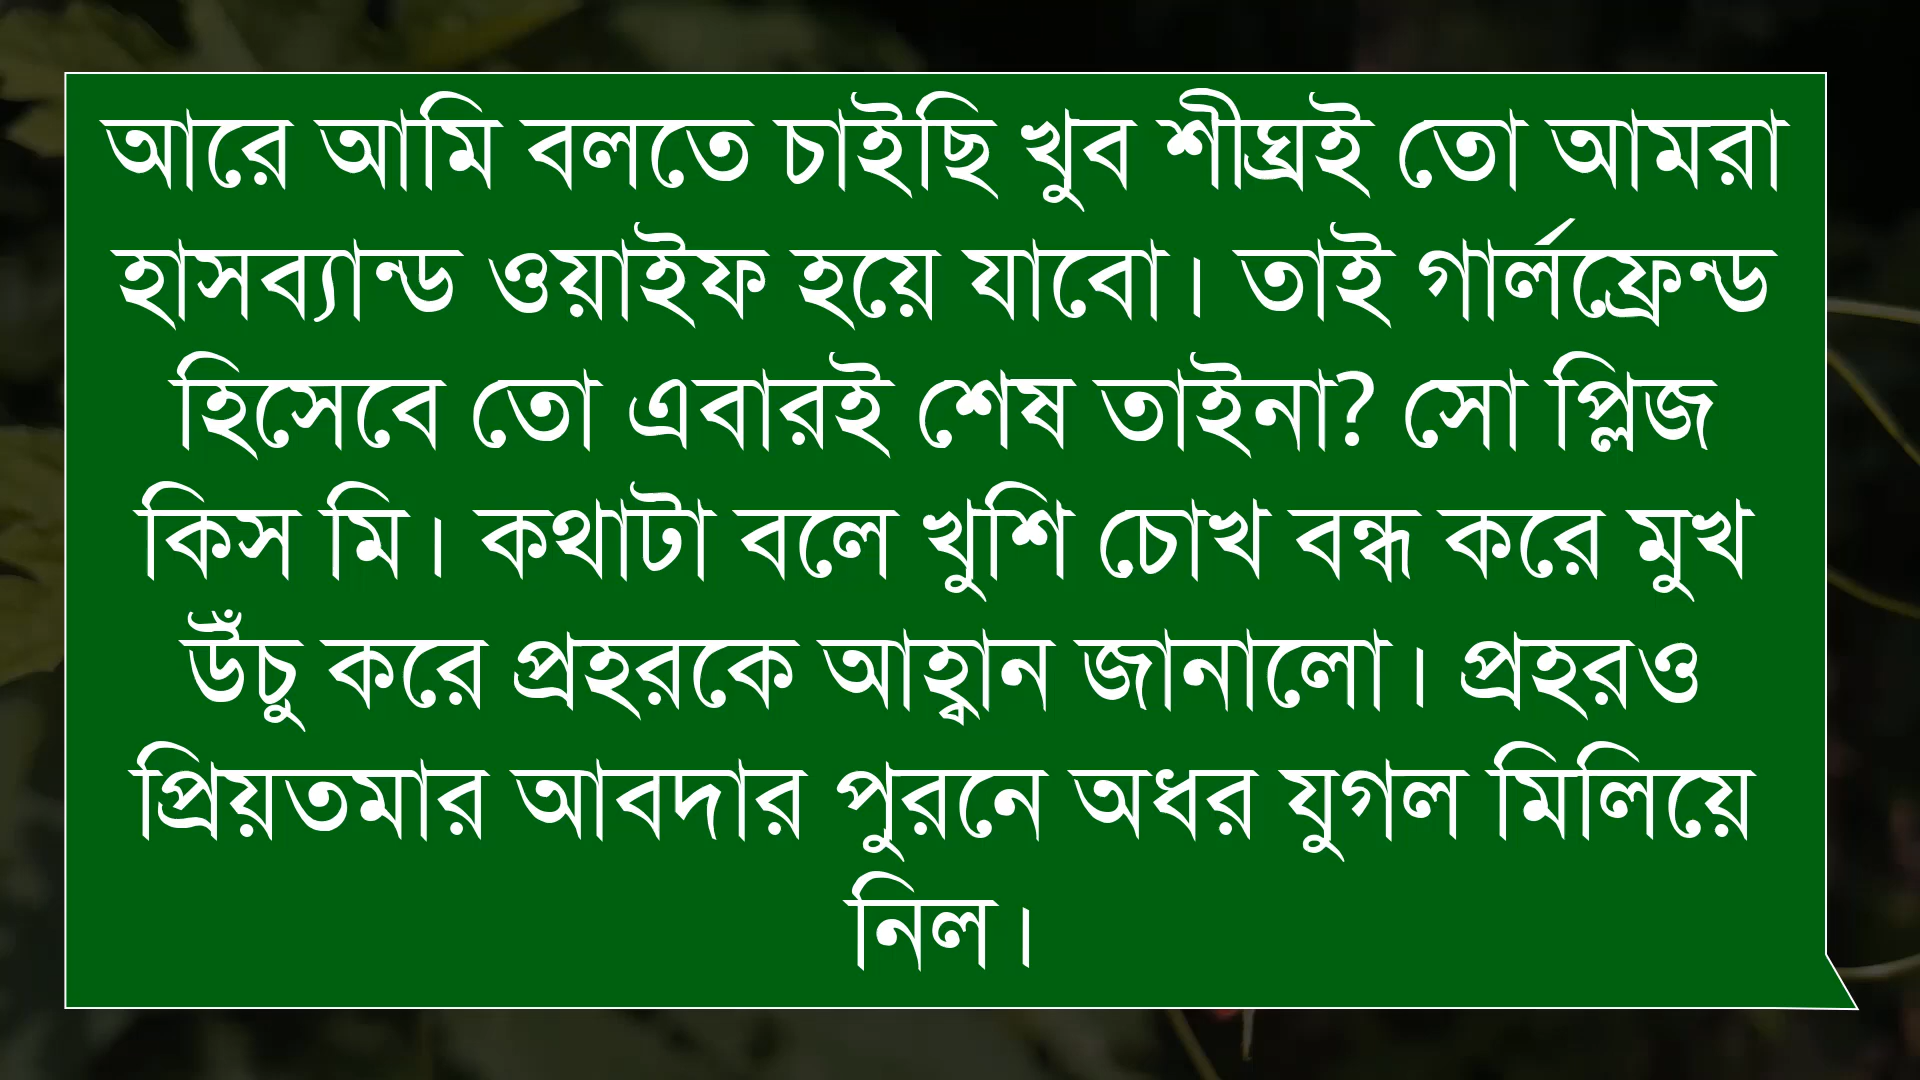 আরে আমি বলতে চাইছি খুব শীঘ্রই তো আমরা
হাসব্যান্ড ওয়াইফ হয়ে যাবো। তাই গার্লফ্রেন্ড
হিসেবে তো এবারই শেষ তাইনা? সো প্লিজ
কিস মি। কথাটা বলে খুশি চোখ বন্ধ করে মুখ
উঁচু করে প্রহরকে আহ্বান জানালো। প্রহরও
প্রিয়তমার আবদার পুরনে অধর যুগল মিলিয়ে
নিল।